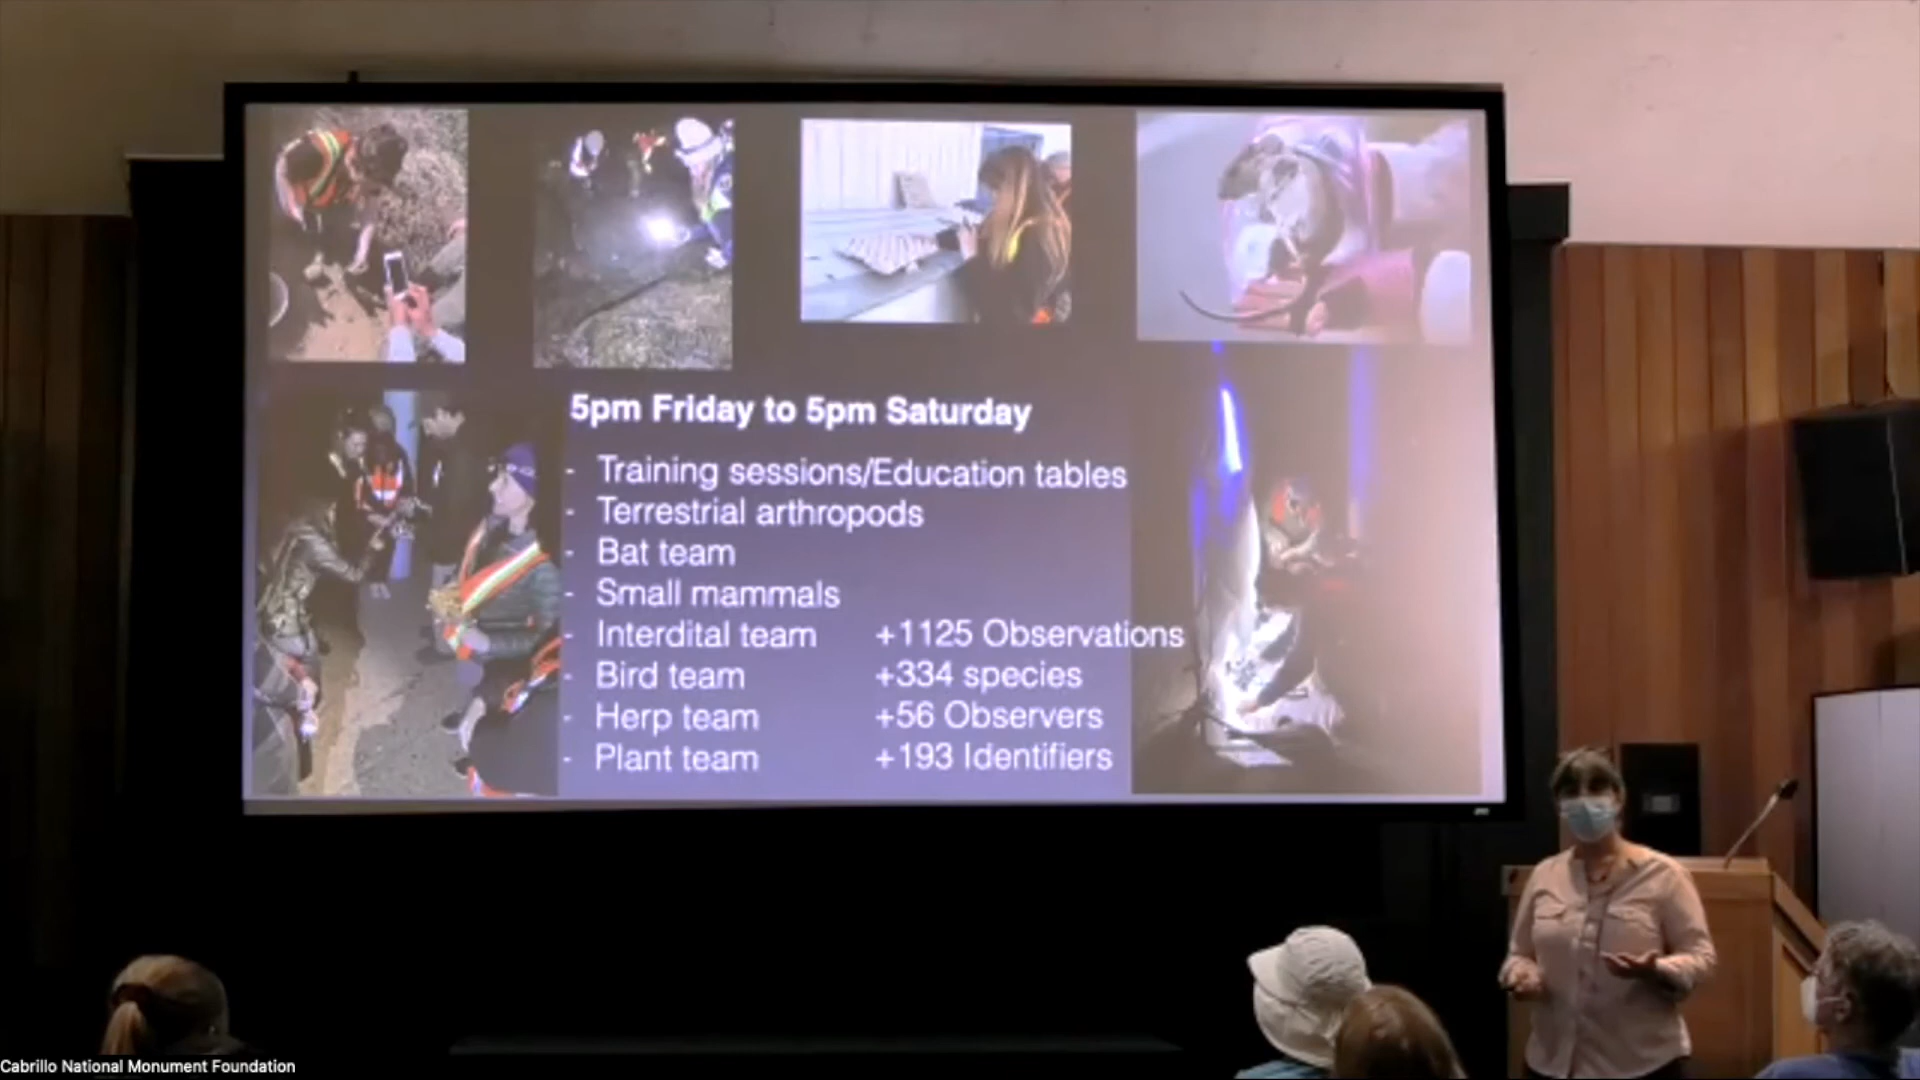 5pm Friday to 5pm Saturday
- Training sessions/Education tables
- Terrestrial arthropods
- Bat team
- Small mammals
- Interdital team +1125 Observations
- Bird team +334 species
- Herp team +56 Observers
- Plant team +193 Identifiers
Cabrillo National Monument Foundation